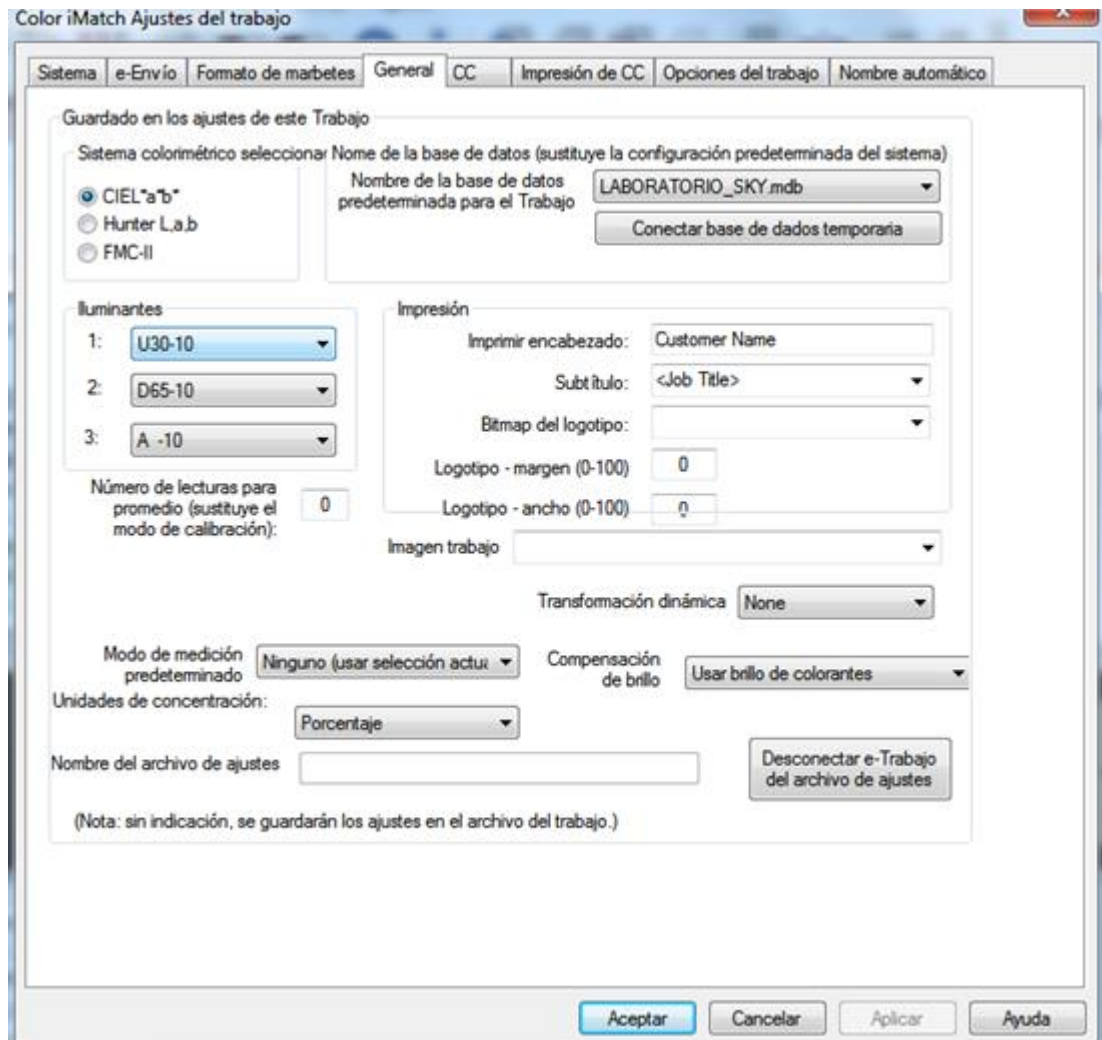 Color iMatch Ajustes del trabajo
Sistema e-Envío Formato de marbetes General CC Impresión de CC Opciones del trabajo Nombre automático
Guardado en los ajustes de este Trabajo
Sistema colorimétrico seleccionar
Nome de la base de datos (sustituye la configuración predeterminada del sistema)
CIEL*a*b*
Hunter L,a,b
FMC-II
Nombre de la base de datos
predeterminada para el Trabajo
LABORATORIO_SKY.mdb
Conectar base de dados temporaria
Iluminantes
1: U30-10
2: D65-10
3: A -10
Impresión
Imprimir encabezado: Customer Name
Subtítulo: <Job Title>
Bitmap del logotipo:
Logotipo - margen (0-100) 0
Logotipo - ancho (0-100) 0
Número de lecturas para
promedio (sustituye el
modo de calibración):
0
Imagen trabajo
Transformación dinámica None
Modo de medición
predeterminado
Ninguno (usar selección actua
Compensación
de brillo
Usar brillo de colorantes
Unidades de concentración:
Porcentaje
Nombre del archivo de ajustes
Desconectar e-Trabajo
del archivo de ajustes
(Nota: sin indicación, se guardarán los ajustes en el archivo del trabajo.)
Aceptar Cancelar Aplicar Ayuda